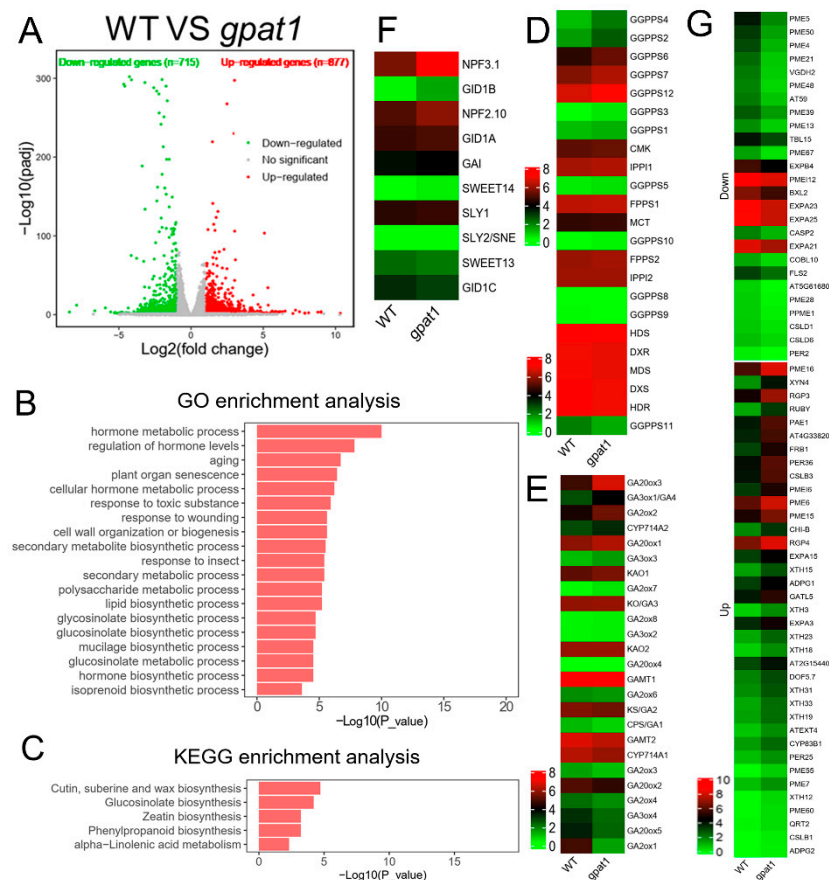 A
WT VS gpat1
Down-regulated genes (n=715)
Up-regulated genes (n=877)
300
200
100
0
−Log10(padj)
Down-regulated
No significant
Up-regulated
−5
0
5
10
Log2(fold change)
F
NPF3.1
GID1B
NPF2.10
GID1A
GAI
SWEET14
SLY1
SLY2/SNE
SWEET13
GID1C
WT
gpat1
8
6
4
2
0
D
GGPPS4
GGPPS2
GGPPS6
GGPPS7
GGPPS12
GGPPS3
GGPPS1
CMK
IPPI1
GGPPS5
FPPS1
MCT
GGPPS10
FPPS2
IPPI2
GGPPS8
GGPPS9
HDS
DXR
MDS
DXS
HDR
GGPPS11
WT
gpat1
8
6
4
2
0
B
GO enrichment analysis
hormone metabolic process
regulation of hormone levels
aging
plant organ senescence
cellular hormone metabolic process
response to toxic substance
response to wounding
cell wall organization or biogenesis
secondary metabolite biosynthetic process
response to insect
secondary metabolic process
polysaccharide metabolic process
lipid biosynthetic process
glycosinolate biosynthetic process
glucosinolate biosynthetic process
mucilage biosynthetic process
glucosinolate metabolic process
hormone biosynthetic process
isoprenoid biosynthetic process
0
5
10
15
20
−Log10(P_value)
C
KEGG enrichment analysis
Cutin, suberine and wax biosynthesis
Glucosinolate biosynthesis
Zeatin biosynthesis
Phenylpropanoid biosynthesis
alpha-Linolenic acid metabolism
0
5
10
15
−Log10(P_value)
E
GA20ox3
GA3ox1/GA4
GA2ox2
CYP714A2
GA20ox1
GA3ox3
KAO1
GA2ox7
KO/GA3
GA2ox8
GA3ox2
KAO2
GA20ox4
GAMT1
GA2ox6
KS/GA2
CPS/GA1
GAMT2
CYP714A1
GA2ox3
GA20ox2
GA2ox4
GA3ox4
GA20ox5
GA2ox1
WT
gpat1
8
6
4
2
0
G
Down
PME5
PME50
PME4
PME21
VGDH2
PME48
AT59
PME39
PME13
TBL15
PME67
EXPB4
PMEI12
BXL2
EXPA23
EXPA25
CASP2
EXPA21
COBL10
FLS2
AT5G61680
PME28
PPME1
CSLD1
CSLD6
PER2
Up
PME16
XYN4
RGP3
RUBY
PAE1
AT4G33820
FRB1
PER36
CSLB3
PMEI6
PME6
PME15
CHI-B
RGP4
EXPA15
XTH15
ADPG1
GATL5
XTH3
EXPA3
XTH23
XTH18
AT2G15440
DOF5.7
XTH31
XTH33
XTH19
ATEXT4
CYP83B1
PER25
PME55
PME7
XTH12
PME60
QRT2
CSLB1
ADPG2
WT
gpat1
10
8
6
4
2
0